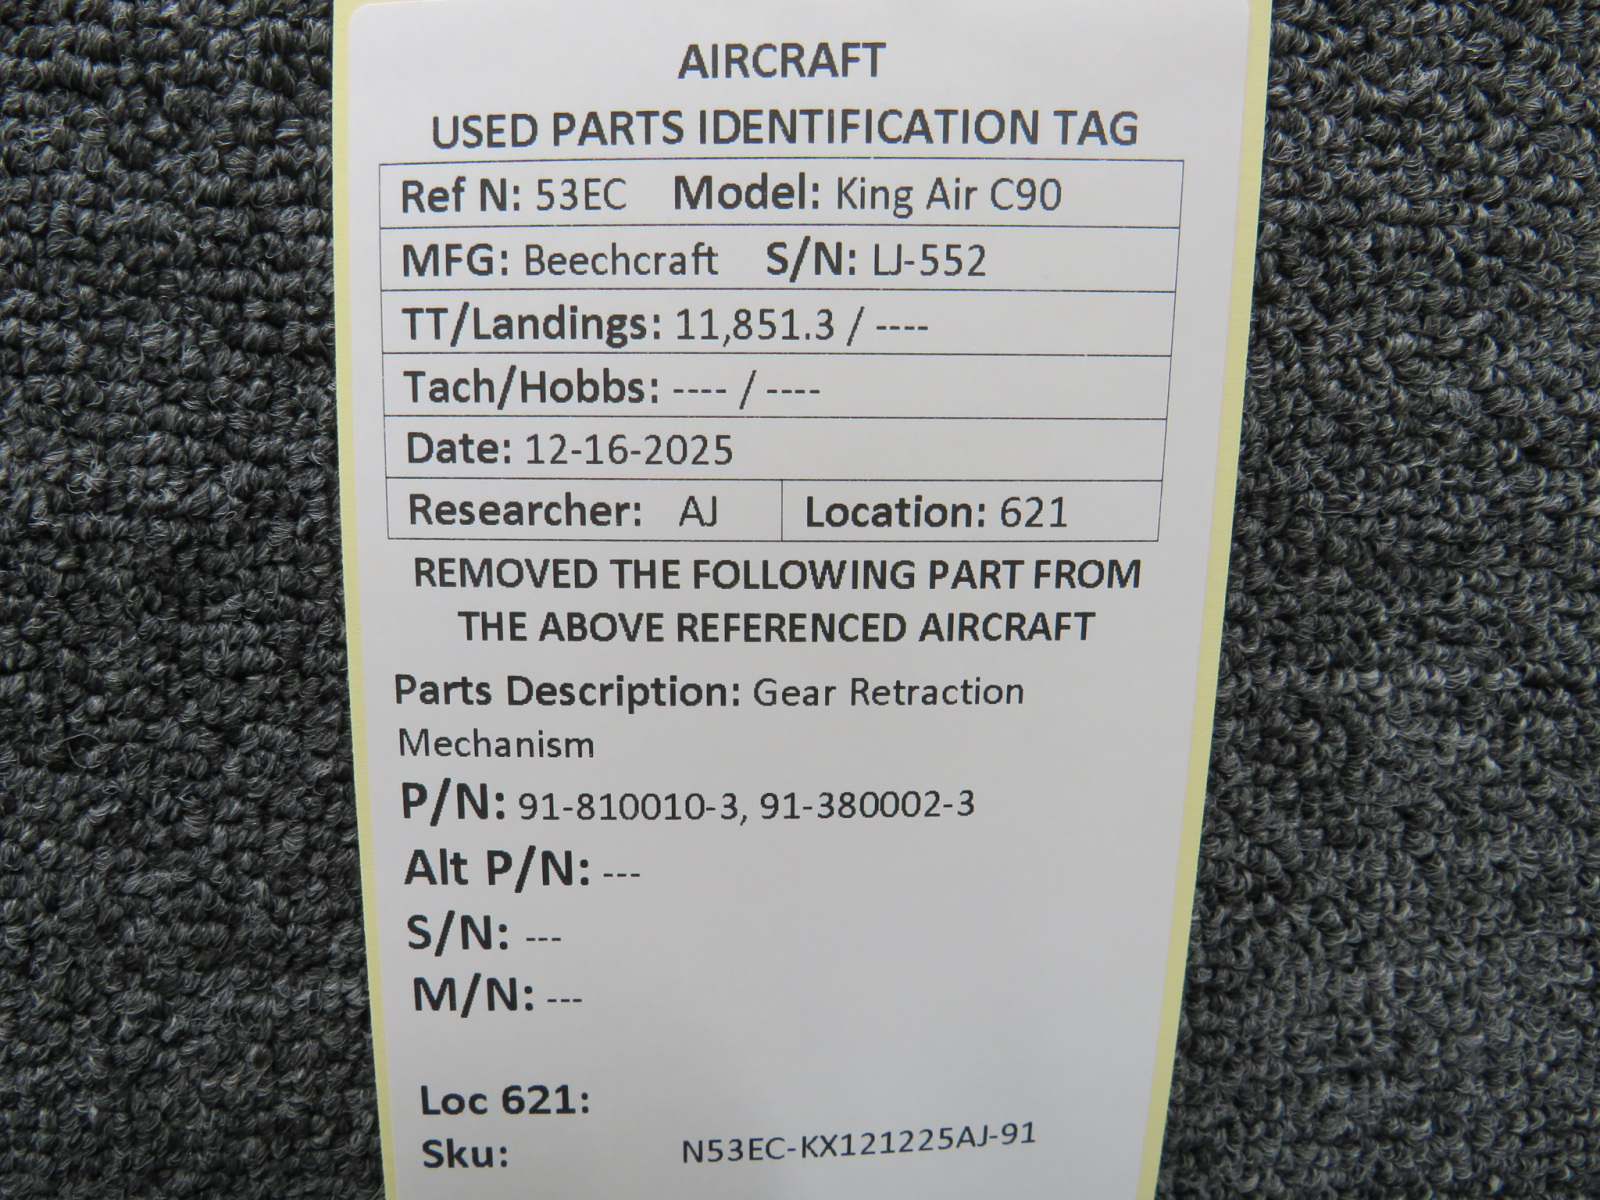 AIRCRAFT
USED PARTS IDENTIFICATION TAG
Ref N: 53EC Model: King Air C90
MFG: Beechcraft S/N: LJ-552
TT/Landings: 11,851.3 / ----
Tach/Hobbs: ---- / ----
Date: 12-16-2025
Researcher: AJ Location: 621
REMOVED THE FOLLOWING PART FROM
THE ABOVE REFERENCED AIRCRAFT
Parts Description: Gear Retraction
Mechanism
P/N: 91-810010-3, 91-380002-3
Alt P/N: ---
S/N: ---
M/N: ---
Loc 621:
Sku: N53EC-KX121225AJ-91